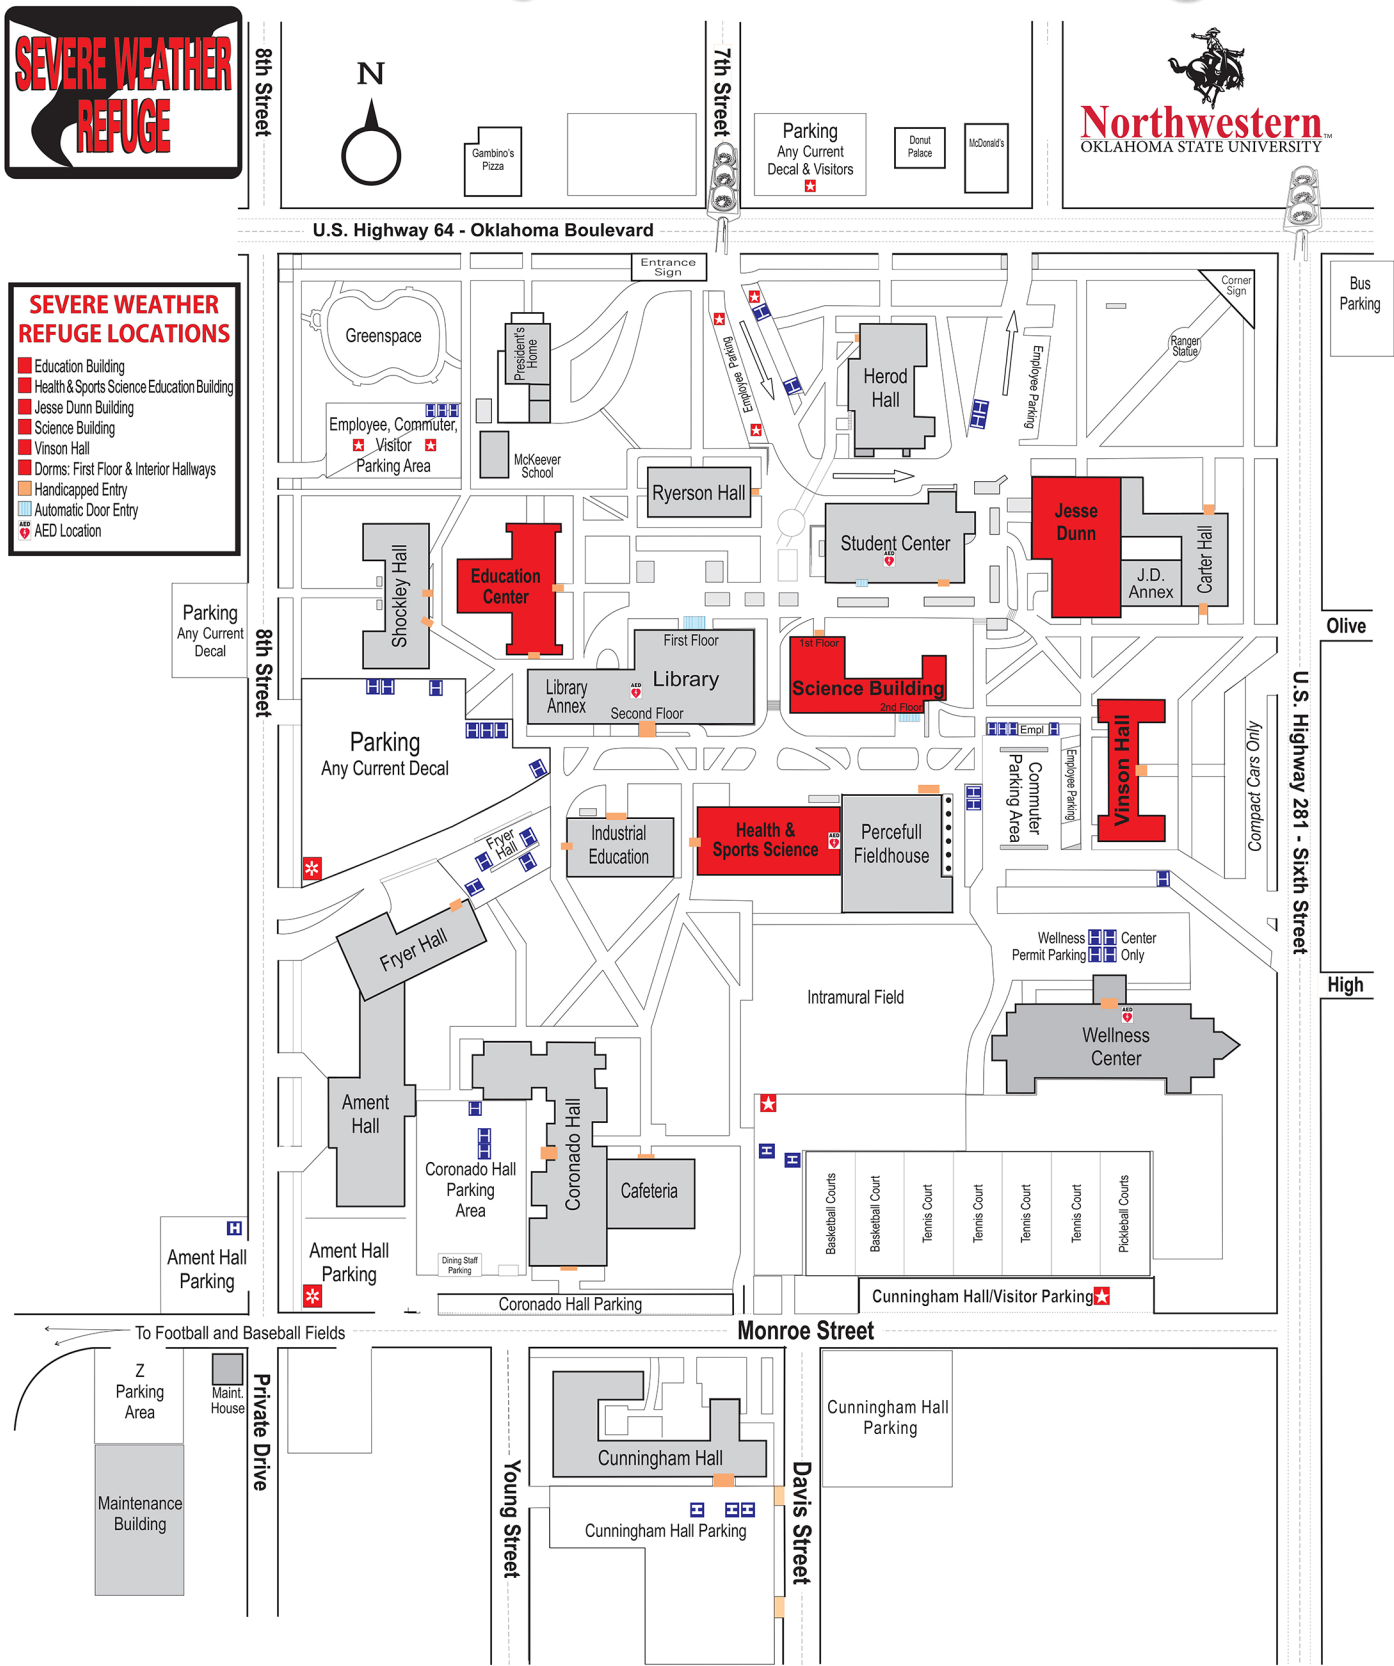 SEVERE WEATHER
REFUGE
8th Street
N
7th Street
Gambino's
Pizza
Parking
Any Current
Decal & Visitors
Donut
Palace
McDonald's
Northwestern™
OKLAHOMA STATE UNIVERSITY
U.S. Highway 64 - Oklahoma Boulevard
Entrance
Sign
Corner
Sign
Bus
Parking
SEVERE WEATHER
REFUGE LOCATIONS
Education Building
Health & Sports Science Education Building
Jesse Dunn Building
Science Building
Vinson Hall
Dorms: First Floor & Interior Hallways
Handicapped Entry
Automatic Door Entry
AED
AED Location
Greenspace
President's
Home
Employee Parking
Herod
Hall
Employee Parking
Ranger
Statue
Employee, Commuter,
Visitor
Parking Area
McKeever
School
Ryerson Hall
Jesse
Dunn
Student Center
AED
Carter Hall
J.D.
Annex
Shockley Hall
Education
Center
Parking
Any Current
Decal
8th Street
Olive
First Floor
Library
Library
Annex
AED
Second Floor
1st Floor
Science Building
2nd Floor
U.S. Highway 281 - Sixth Street
Parking
Any Current Decal
Empl
Commuter
Parking Area
Employee Parking
Vinson Hall
Compact Cars Only
Fryer
Hall
Industrial
Education
Health &
Sports Science
AED
Percefull
Fieldhouse
Fryer Hall
Wellness Center
Permit Parking Only
High
Intramural Field
AED
Wellness
Center
Ament
Hall
Coronado Hall
Parking
Area
Coronado Hall
Cafeteria
Basketball Courts
Basketball Court
Tennis Court
Tennis Court
Tennis Court
Tennis Court
Pickleball Courts
Ament Hall
Parking
Ament Hall
Parking
Dining Staff
Parking
Coronado Hall Parking
Cunningham Hall/Visitor Parking
To Football and Baseball Fields
Monroe Street
Z
Parking
Area
Maint.
House
Private Drive
Maintenance
Building
Young Street
Cunningham Hall
Cunningham Hall Parking
Davis Street
Cunningham Hall
Parking